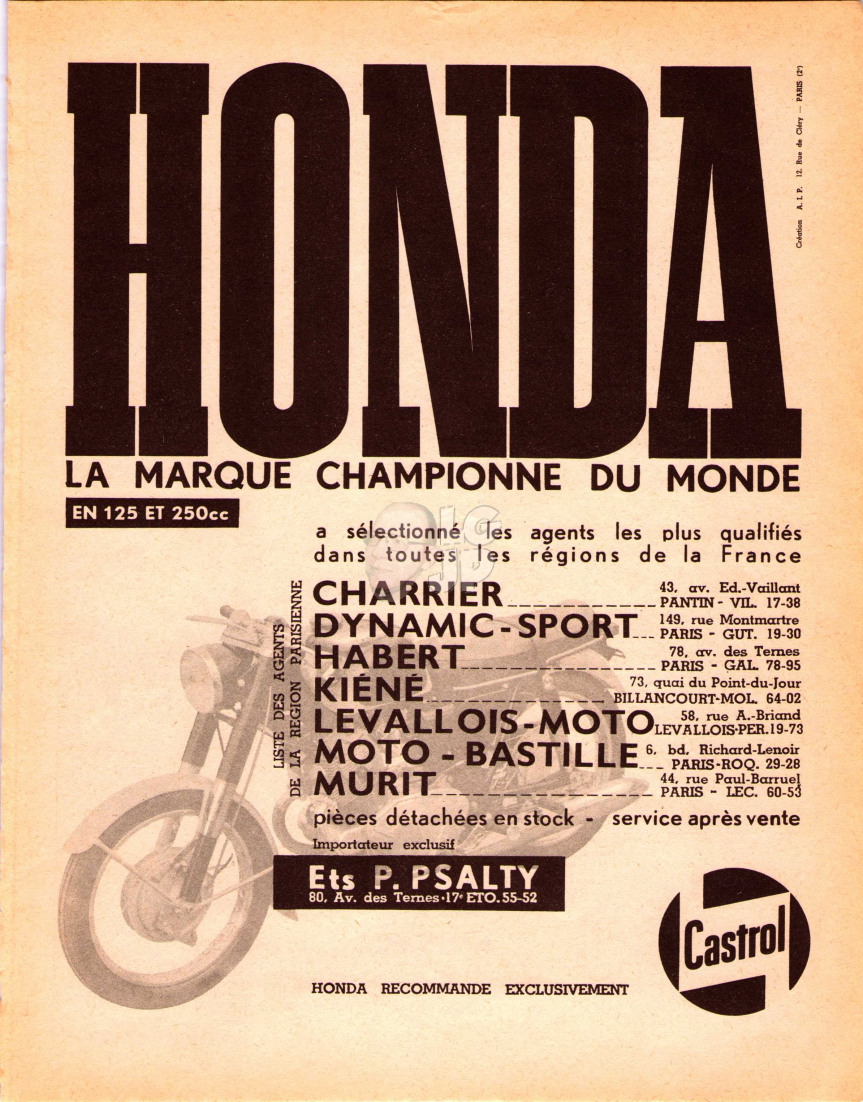 HONDA
Création A. I. P. 12, Rue de Cléry — PARIS (2ᵉ)
LA MARQUE CHAMPIONNE DU MONDE
EN 125 ET 250cc
a sélectionné les agents les plus qualifiés
dans toutes les régions de la France
LISTE DES AGENTS
DE LA REGION PARISIENNE
CHARRIER 43, av. Ed.-Vaillant
PANTIN - VIL. 17-38
DYNAMIC-SPORT 149, rue Montmartre
PARIS - GUT. 19-30
HABERT 78, av. des Ternes
PARIS - GAL. 78-95
KIÉNÉ 73, quai du Point-du-Jour
BILLANCOURT-MOL. 64-02
LEVALLOIS-MOTO 58, rue A.-Briand
LEVALLOIS-PER.19-73
MOTO - BASTILLE 6, bd. Richard-Lenoir
PARIS-ROQ. 29-28
MURIT 44, rue Paul-Barruel
PARIS - LEC. 60-53
pièces détachées en stock - service après vente
Importateur exclusif
Ets P. PSALTY
80, Av. des Ternes-17ᵉ ETO. 55-52
Castrol
HONDA RECOMMANDE EXCLUSIVEMENT